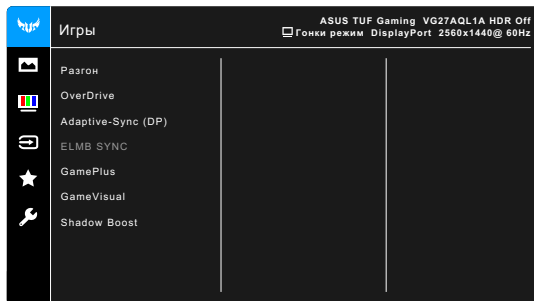 ASUS TUF Gaming VG27AQL1A HDR Off
Игры
Гонки режим DisplayPort 2560x1440@ 60Hz
Разгон
OverDrive
Adaptive-Sync (DP)
ELMB SYNC
GamePlus
GameVisual
Shadow Boost